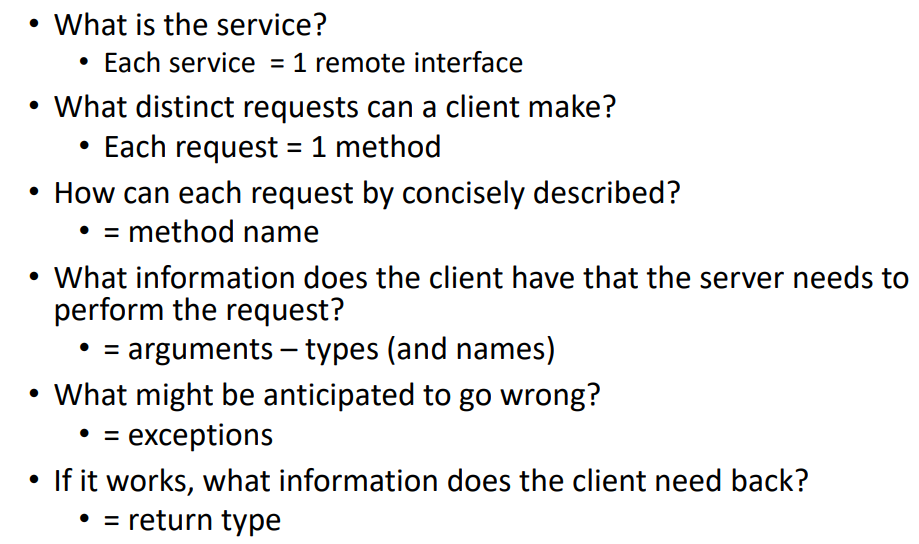 • What is the service?
• Each service = 1 remote interface
• What distinct requests can a client make?
• Each request = 1 method
• How can each request by concisely described?
• = method name
• What information does the client have that the server needs to
perform the request?
• = arguments – types (and names)
• What might be anticipated to go wrong?
• = exceptions
• If it works, what information does the client need back?
• = return type